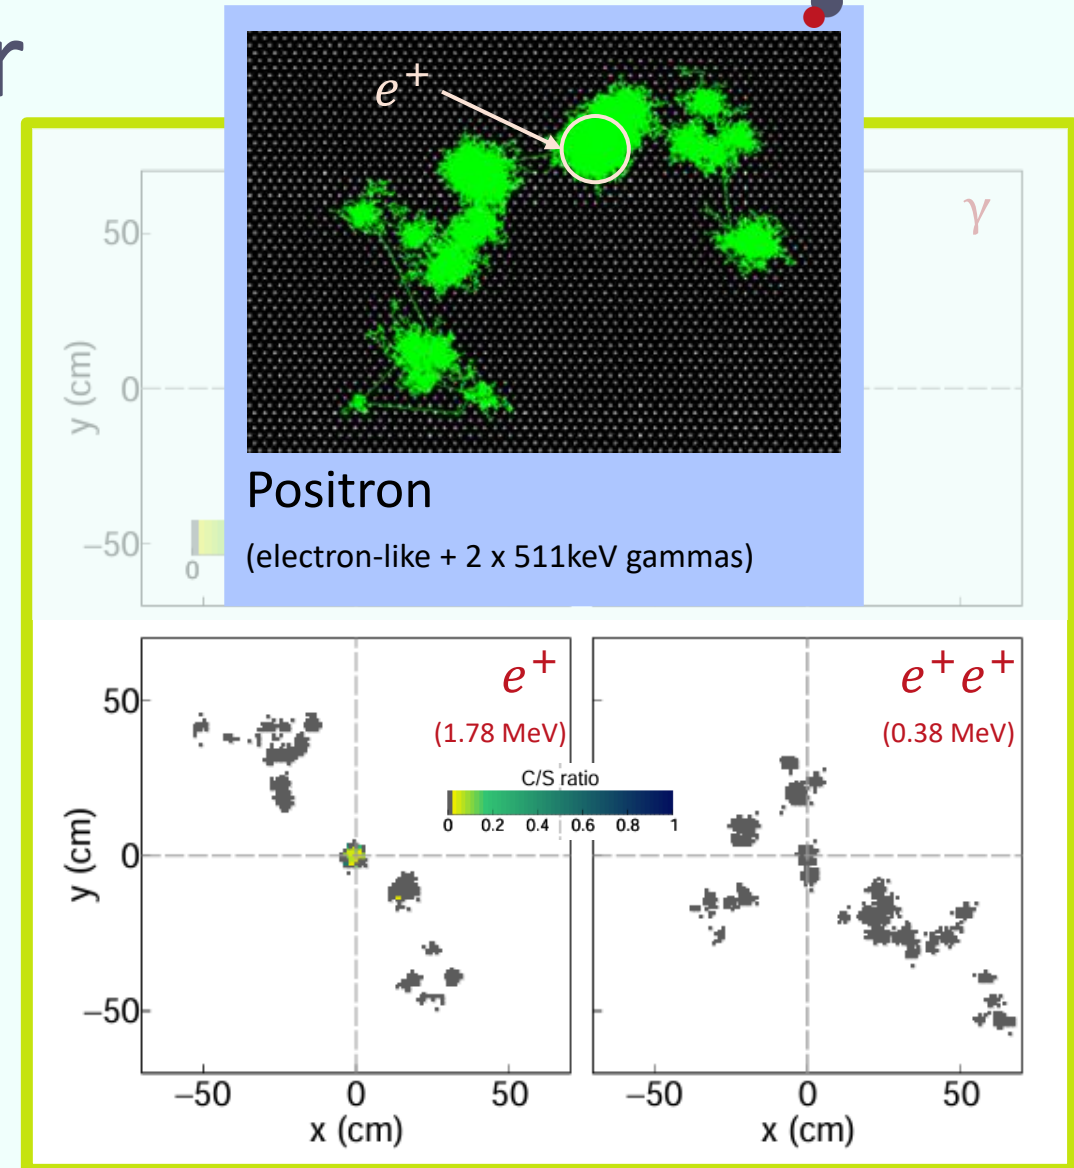 r
e+
γ
50
y (cm)
0
−50
0
Positron
(electron-like + 2 x 511keV gammas)
e+
(1.78 MeV)
e+e+
(0.38 MeV)
C/S ratio
0 0.2 0.4 0.6 0.8 1
50
y (cm)
0
−50
−50 0 50
x (cm)
−50 0 50
x (cm)